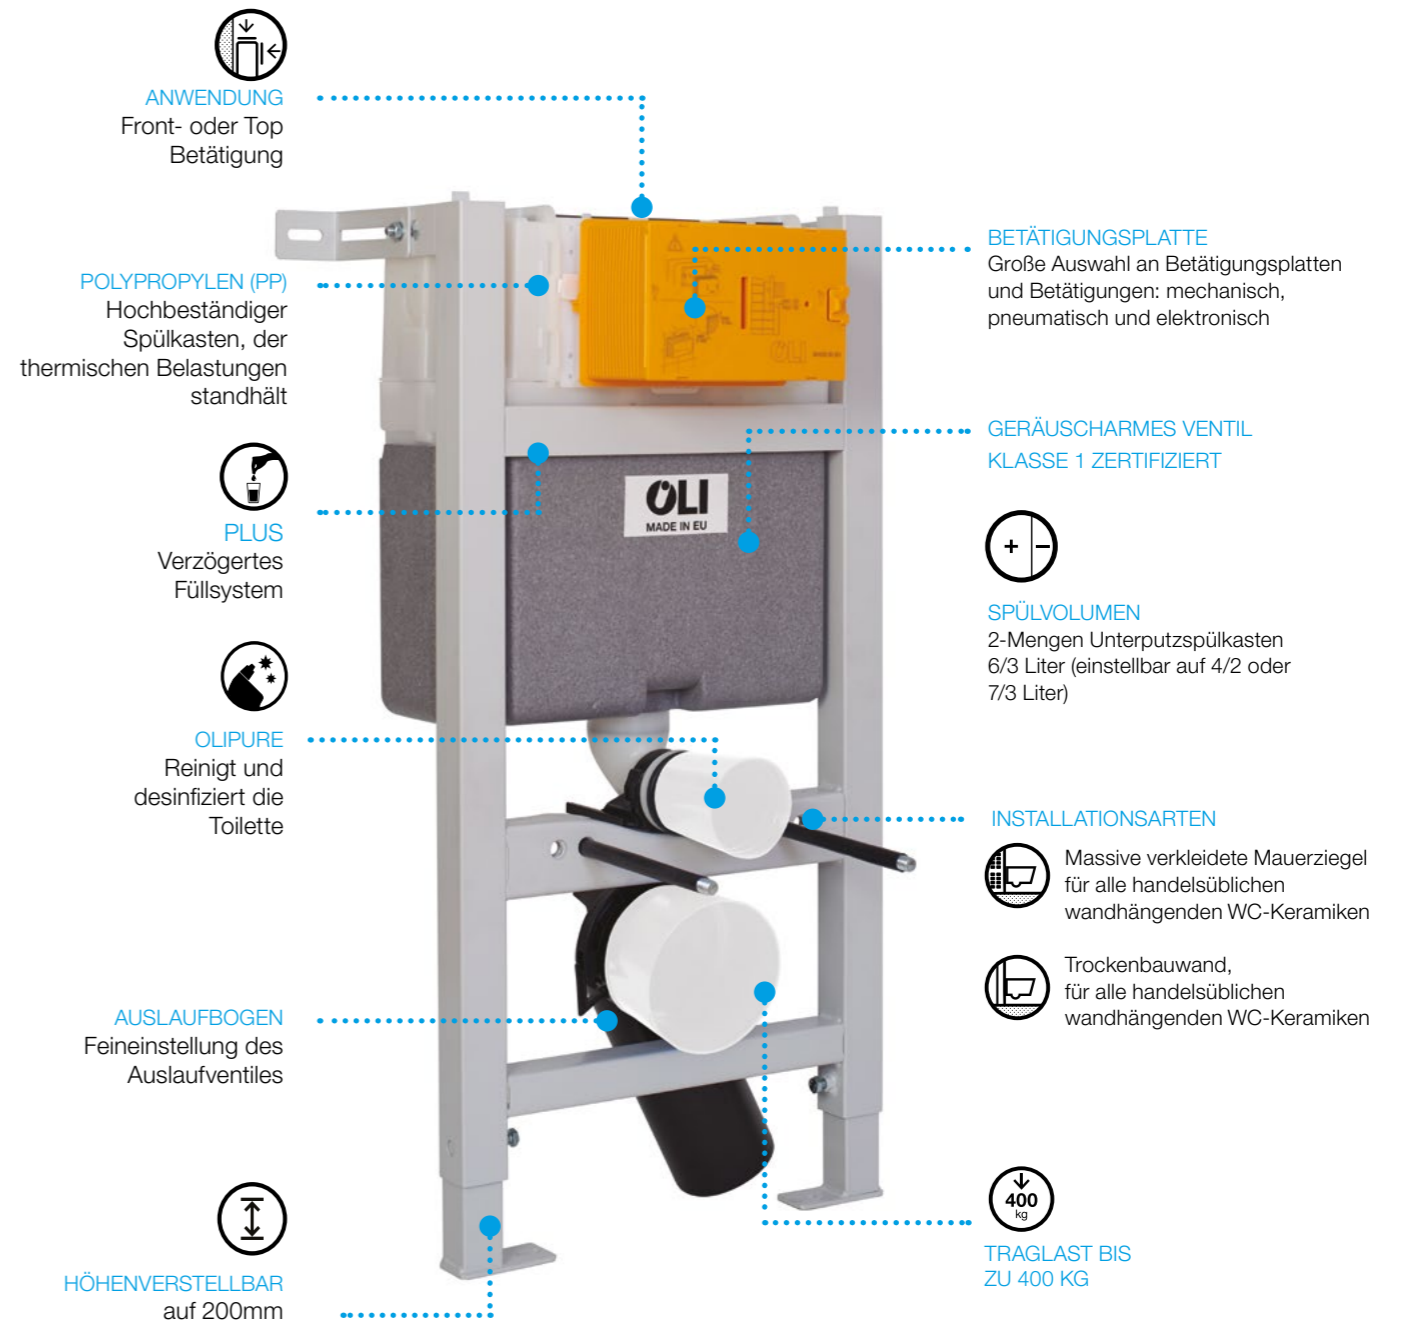 ANWENDUNG
Front- oder Top
Betätigung
POLYPROPYLEN (PP)
Hochbeständiger
Spülkasten, der
thermischen Belastungen
standhält
PLUS
Verzögertes
Füllsystem
OLIPURE
Reinigt und
desinfiziert die
Toilette
AUSLAUFBOGEN
Feineinstellung des
Auslaufventiles
HÖHENVERSTELLBAR
auf 200mm
OLI
MADE IN EU
OLI
MADE IN EU
BETÄTIGUNGSPLATTE
Große Auswahl an Betätigungsplatten
und Betätigungen: mechanisch,
pneumatisch und elektronisch
GERÄUSCHARMES VENTIL
KLASSE 1 ZERTIFIZIERT
+ −
SPÜLVOLUMEN
2-Mengen Unterputzspülkasten
6/3 Liter (einstellbar auf 4/2 oder
7/3 Liter)
INSTALLATIONSARTEN
Massive verkleidete Mauerziegel
für alle handelsüblichen
wandhängenden WC-Keramiken
Trockenbauwand,
für alle handelsüblichen
wandhängenden WC-Keramiken
400
kg
TRAGLAST BIS
ZU 400 KG